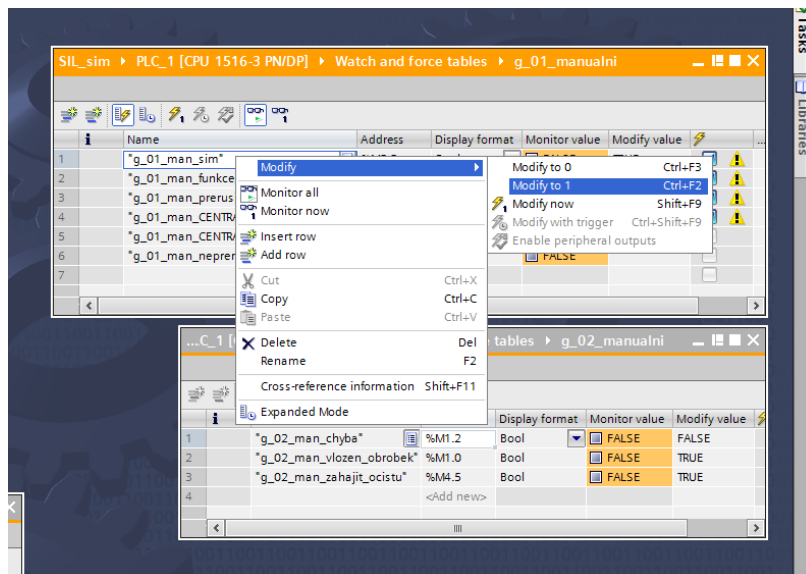 SIL_sim ▸ PLC_1 [CPU 1516-3 PN/DP] ▸ Watch and force tables ▸ g_01_manualni
i Name Address Display format Monitor value Modify value ...
1 "g_01_man_sim"
2 "g_01_man_funkce
3 "g_01_man_prerus
4 "g_01_man_CENTRA
5 "g_01_man_CENTRA
6 "g_01_man_neprer FALSE
7
Modify
Monitor all
Monitor now
Insert row
Add row
Cut Ctrl+X
Copy Ctrl+C
Paste Ctrl+V
Delete Del
Rename F2
Cross-reference information Shift+F11
Expanded Mode
Modify to 0 Ctrl+F3
Modify to 1 Ctrl+F2
Modify now Shift+F9
Modify with trigger Ctrl+Shift+F9
Enable peripheral outputs
...C_1 [ e tables ▸ g_02_manualni
i Display format Monitor value Modify value
1 "g_02_man_chyba" %M1.2 Bool FALSE FALSE
2 "g_02_man_vlozen_obrobek" %M1.0 Bool FALSE TRUE
3 "g_02_man_zahajit_ocistu" %M4.5 Bool FALSE TRUE
4 <Add new>
Tasks
Libraries